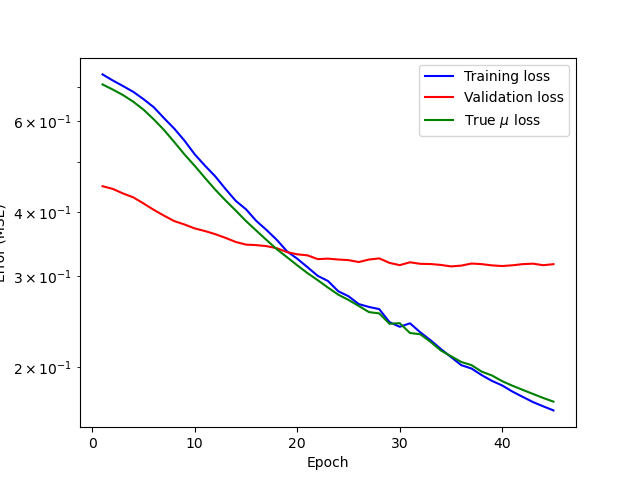 Training loss
Validation loss
True μ loss
6 × 10⁻¹
4 × 10⁻¹
3 × 10⁻¹
2 × 10⁻¹
Error (MSE)
0 10 20 30 40
Epoch